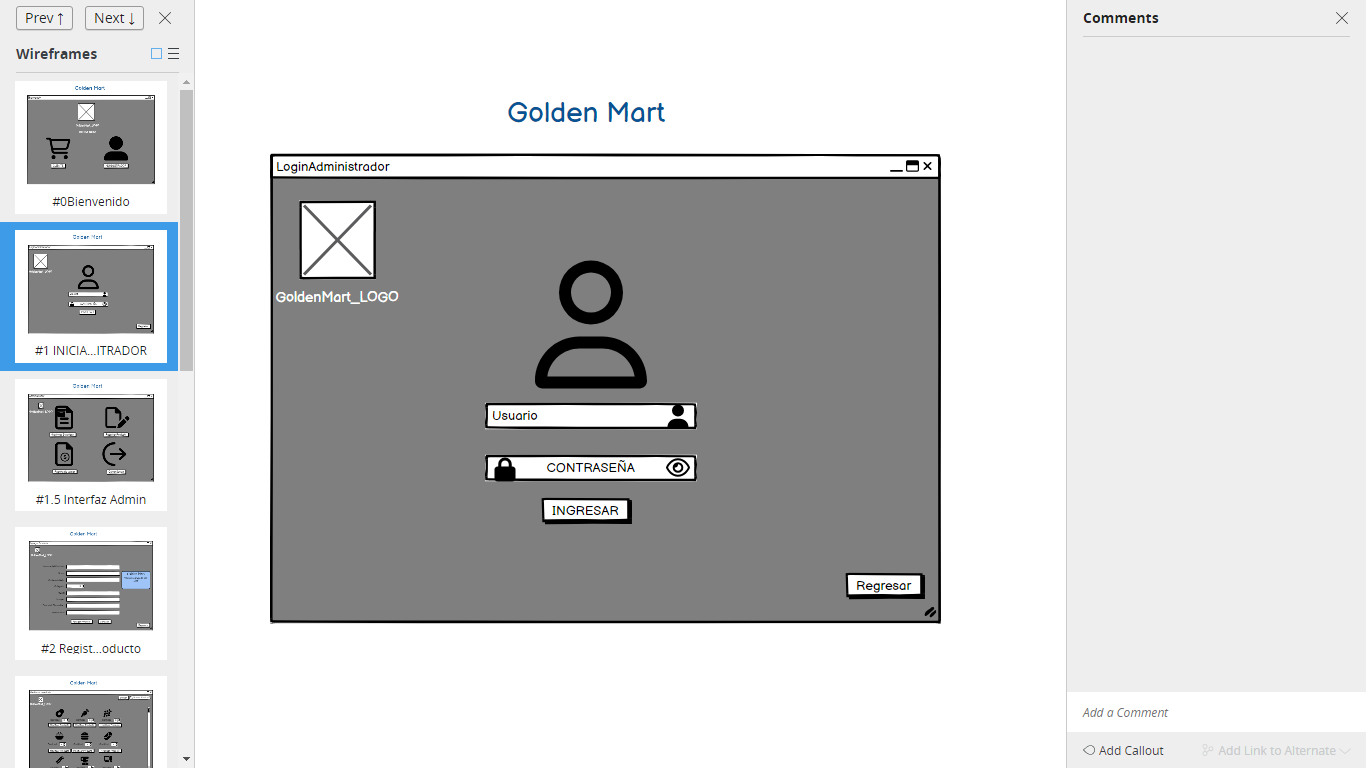 Prev ↑
Next ↓
Wireframes
Golden Mart
#0Bienvenido
Golden Mart
#1 INICIA...ITRADOR
Golden Mart
#1.5 Interfaz Admin
Golden Mart
#2 Regist...oducto
Golden Mart
Golden Mart
LoginAdministrador
GoldenMart_LOGO
Usuario
CONTRASEÑA
INGRESAR
Regresar
Comments
Add a Comment
Add Callout
Add Link to Alternate